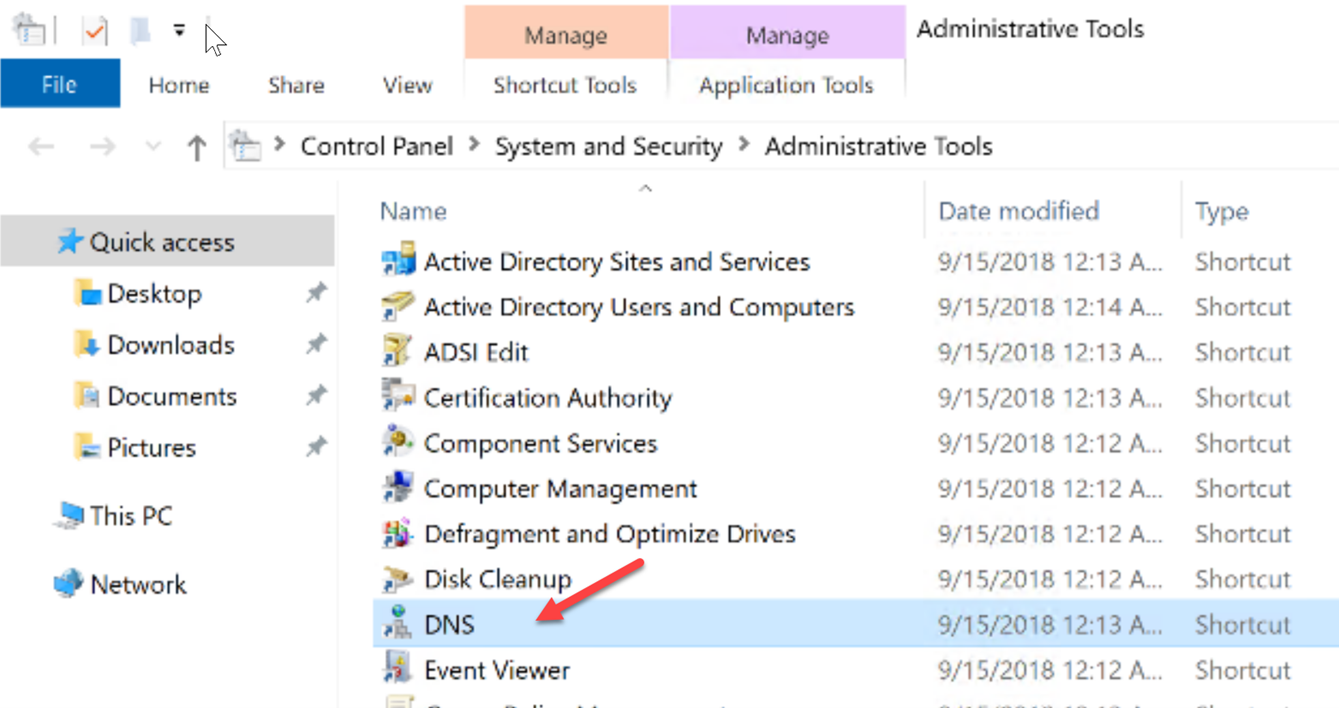 Manage Manage Administrative Tools
File Home Share View Shortcut Tools Application Tools
Control Panel System and Security Administrative Tools
Name Date modified Type
Quick access
Desktop
Downloads
Documents
Pictures
This PC
Network
Active Directory Sites and Services 9/15/2018 12:13 A... Shortcut
Active Directory Users and Computers 9/15/2018 12:14 A... Shortcut
ADSI Edit 9/15/2018 12:13 A... Shortcut
Certification Authority 9/15/2018 12:13 A... Shortcut
Component Services 9/15/2018 12:12 A... Shortcut
Computer Management 9/15/2018 12:12 A... Shortcut
Defragment and Optimize Drives 9/15/2018 12:12 A... Shortcut
Disk Cleanup 9/15/2018 12:12 A... Shortcut
DNS 9/15/2018 12:13 A... Shortcut
Event Viewer 9/15/2018 12:12 A... Shortcut